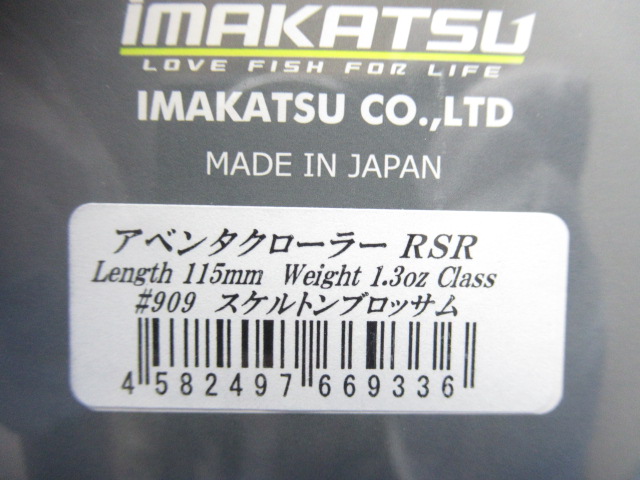 imakatsu
LOVE FISH FOR LIFE
IMAKATSU CO.,LTD
MADE IN JAPAN
アベンタクローラー RSR
Length 115mm Weight 1.3oz Class
#909 スケルトンブロッサム
4 582497 669336